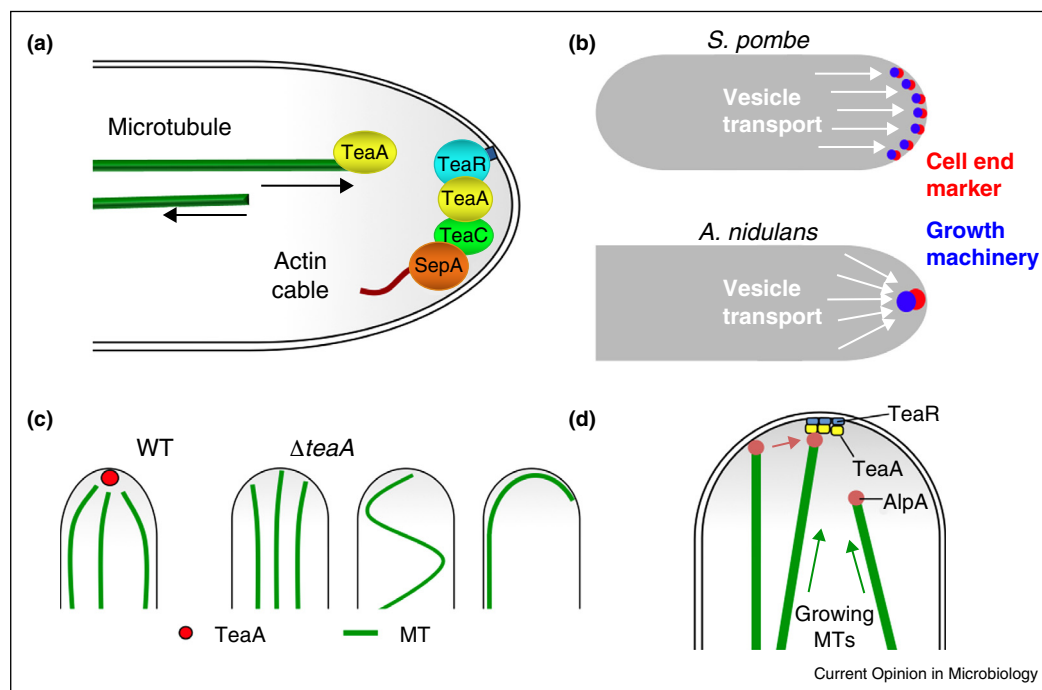 (a)
Microtubule
TeaA
TeaR
TeaA
TeaC
SepA
Actin
cable
(b)
S. pombe
Vesicle
transport
Cell end
marker
Growth
machinery
A. nidulans
Vesicle
transport
(c)
WT
ΔteaA
TeaA
MT
(d)
TeaR
TeaA
AlpA
Growing
MTs
Current Opinion in Microbiology